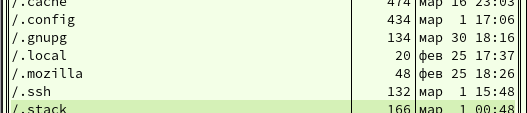 /.cache 474 мар 16 23:03
/.config 434 мар 1 17:06
/.gnupg 134 мар 30 18:16
/.local 20 фев 25 17:37
/.mozilla 48 фев 25 18:26
/.ssh 132 мар 1 15:48
/.stack 166 мар 1 00:48